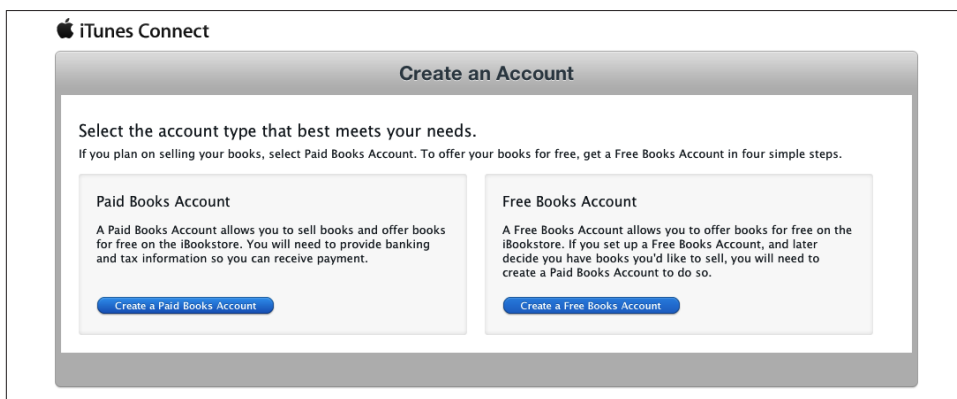 iTunes Connect
Create an Account
Select the account type that best meets your needs.
If you plan on selling your books, select Paid Books Account. To offer your books for free, get a Free Books Account in four simple steps.
Paid Books Account
A Paid Books Account allows you to sell books and offer books
for free on the iBookstore. You will need to provide banking
and tax information so you can receive payment.
Create a Paid Books Account
Free Books Account
A Free Books Account allows you to offer books for free on the
iBookstore. If you set up a Free Books Account, and later
decide you have books you'd like to sell, you will need to
create a Paid Books Account to do so.
Create a Free Books Account